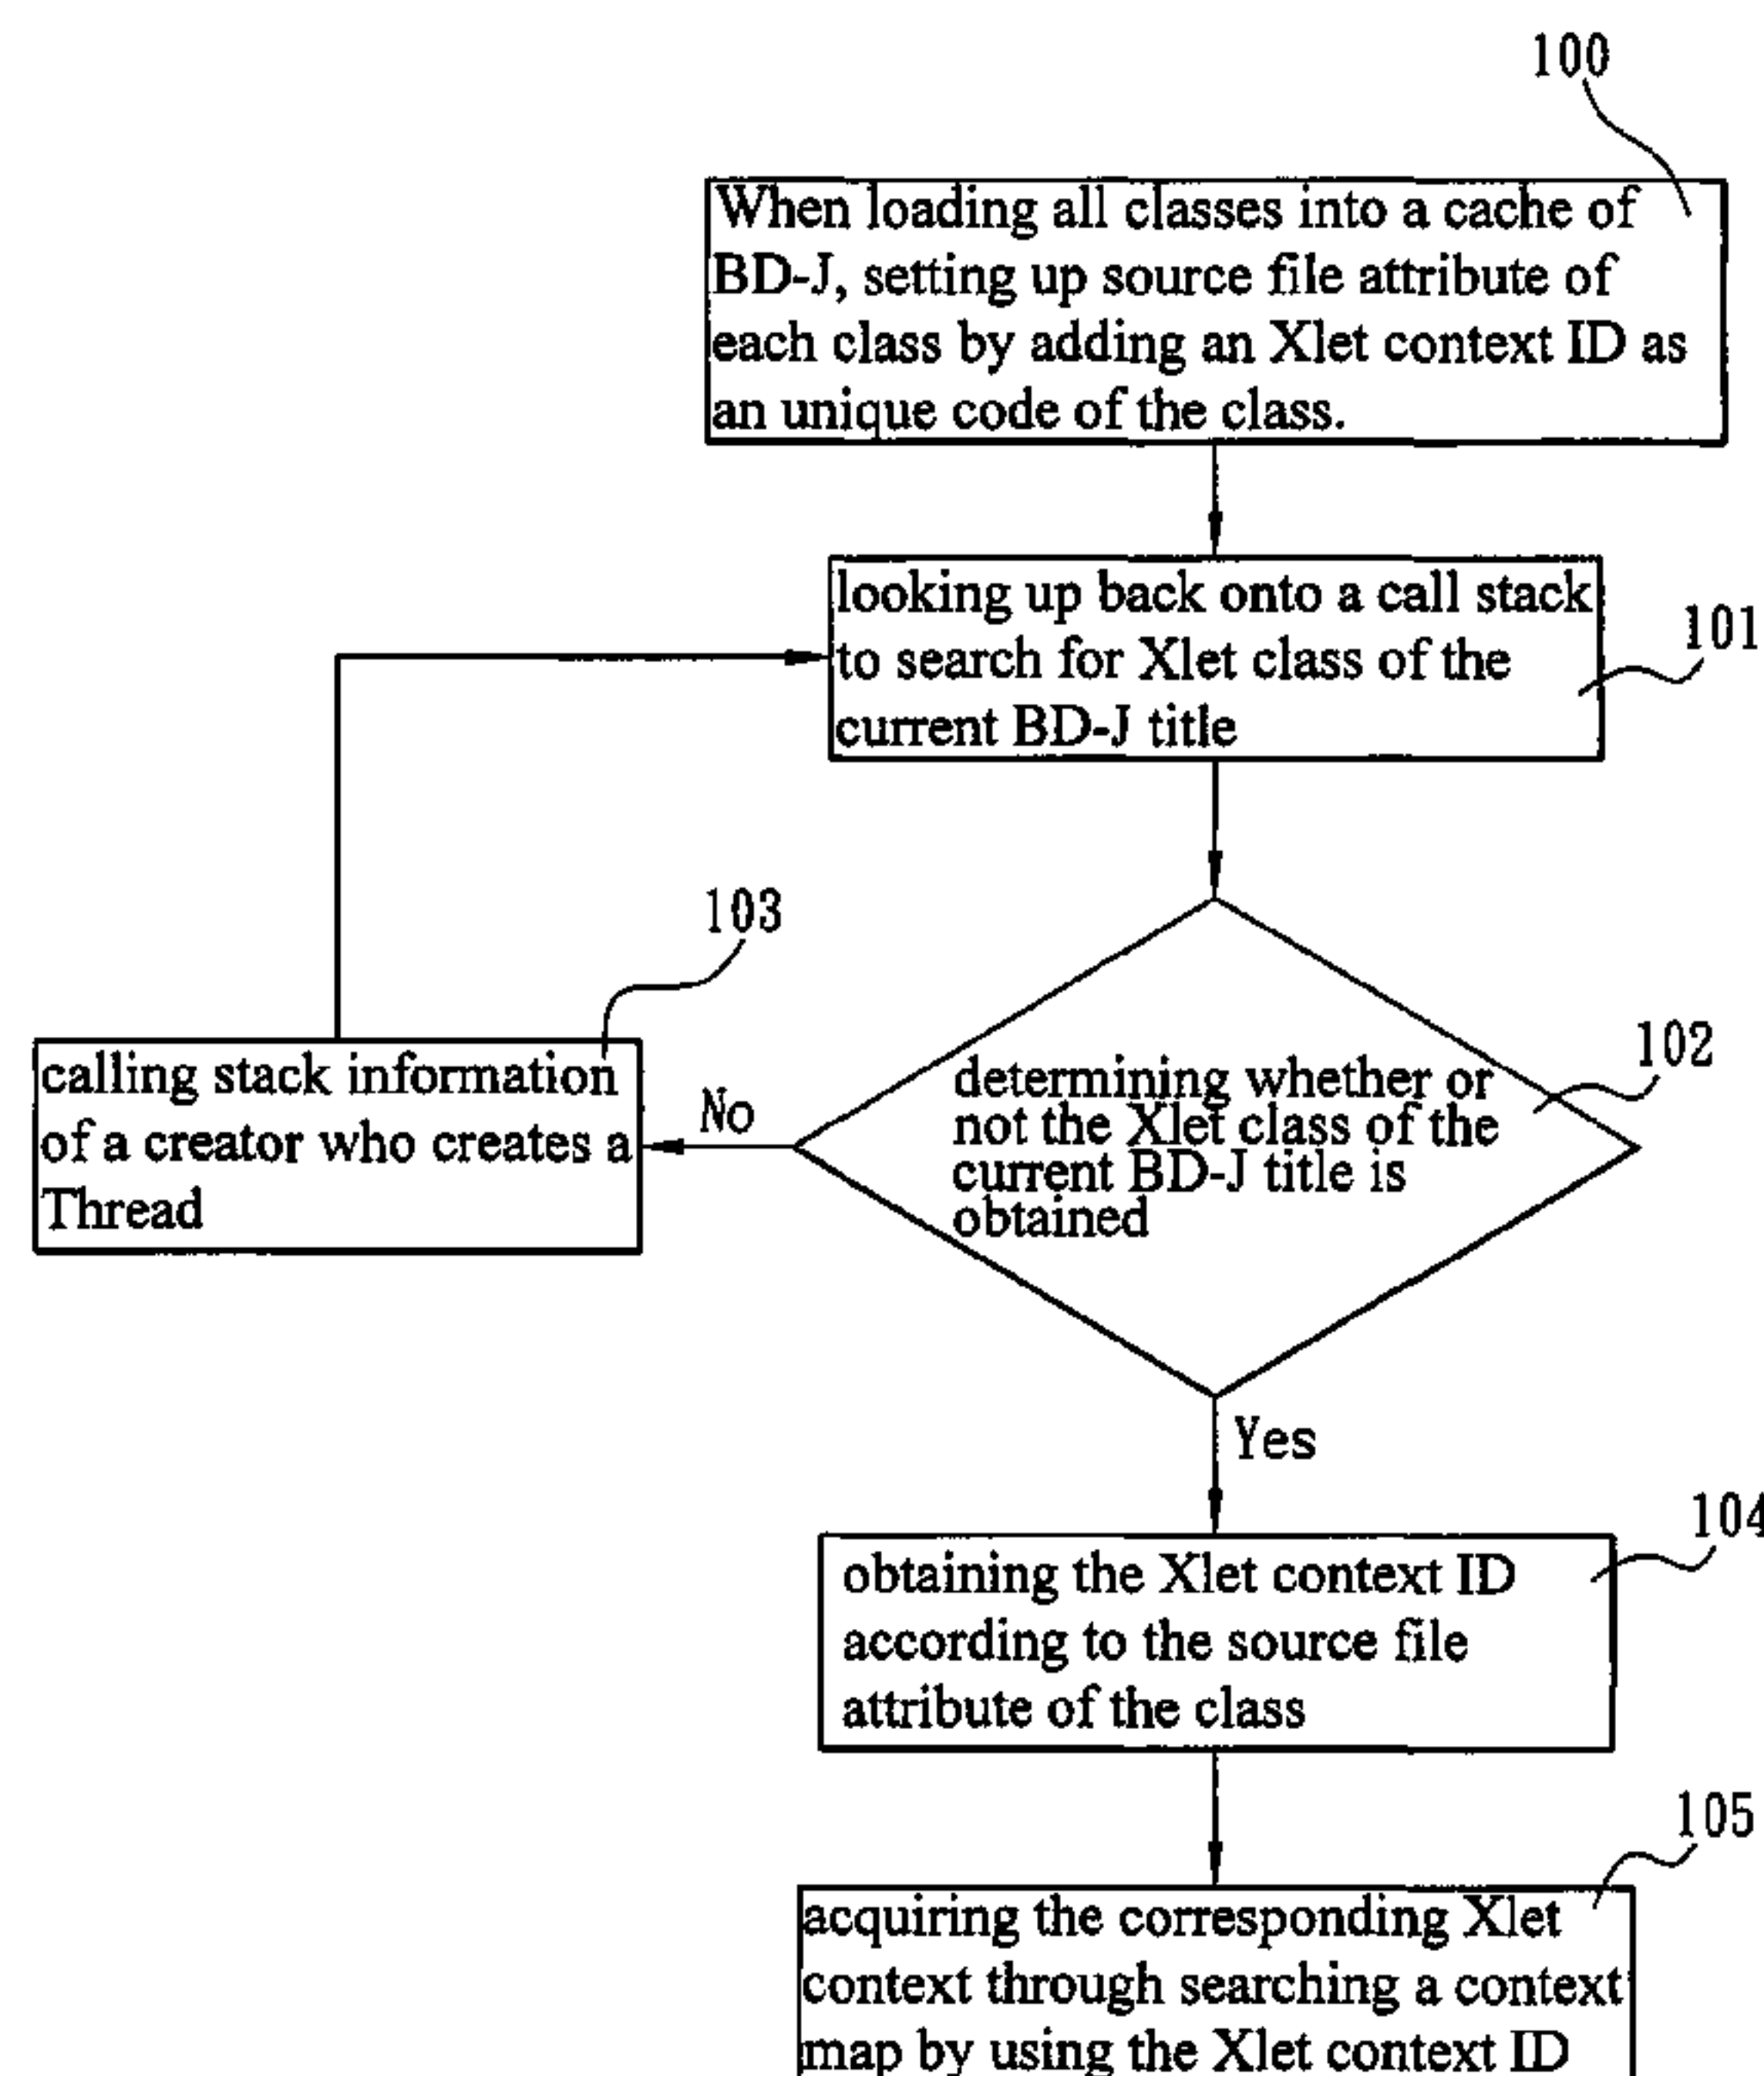 100
When loading all classes into a cache of
BD-J, setting up source file attribute of
each class by adding an Xlet context ID as
an unique code of the class.
looking up back onto a call stack
to search for Xlet class of the
current BD-J title
101
103
calling stack information
of a creator who creates a
Thread
No
determining whether or
not the Xlet class of the
current BD-J title is
obtained
102
Yes
104
obtaining the Xlet context ID
according to the source file
attribute of the class
105
acquiring the corresponding Xlet
context through searching a context
map by using the Xlet context ID